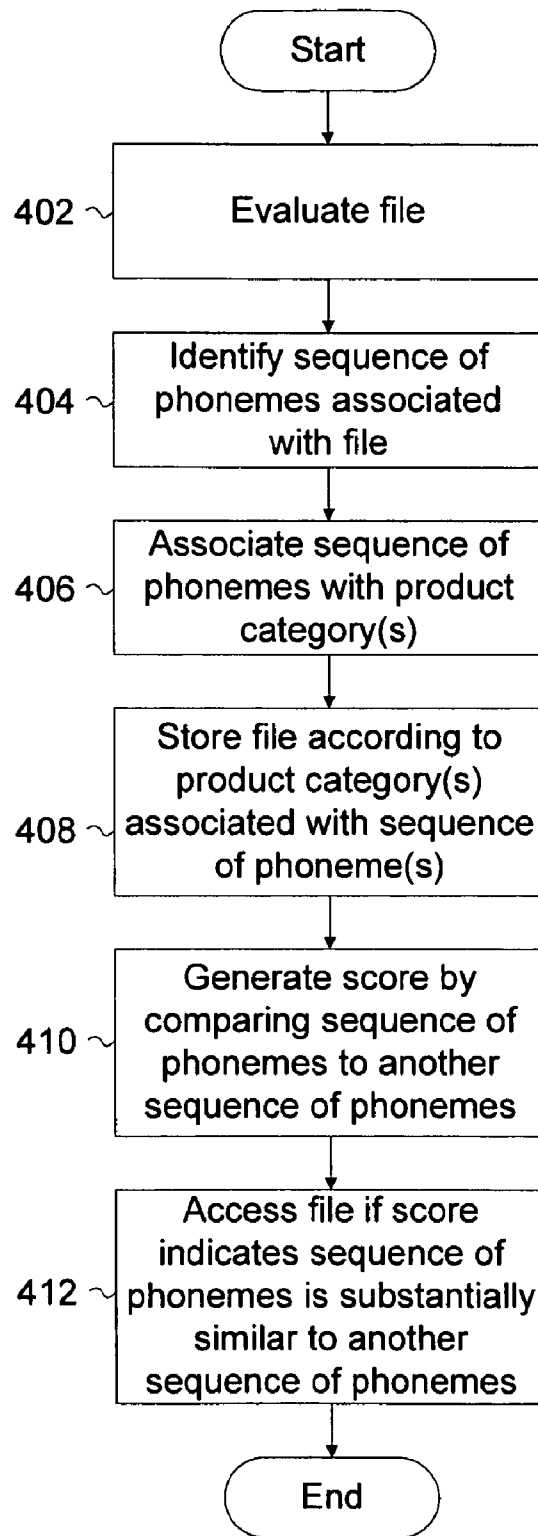 Start
402
Evaluate file
404
Identify sequence of
phonemes associated
with file
406
Associate sequence of
phonemes with product
category(s)
408
Store file according to
product category(s)
associated with sequence
of phoneme(s)
410
Generate score by
comparing sequence of
phonemes to another
sequence of phonemes
412
Access file if score
indicates sequence of
phonemes is substantially
similar to another
sequence of phonemes
End